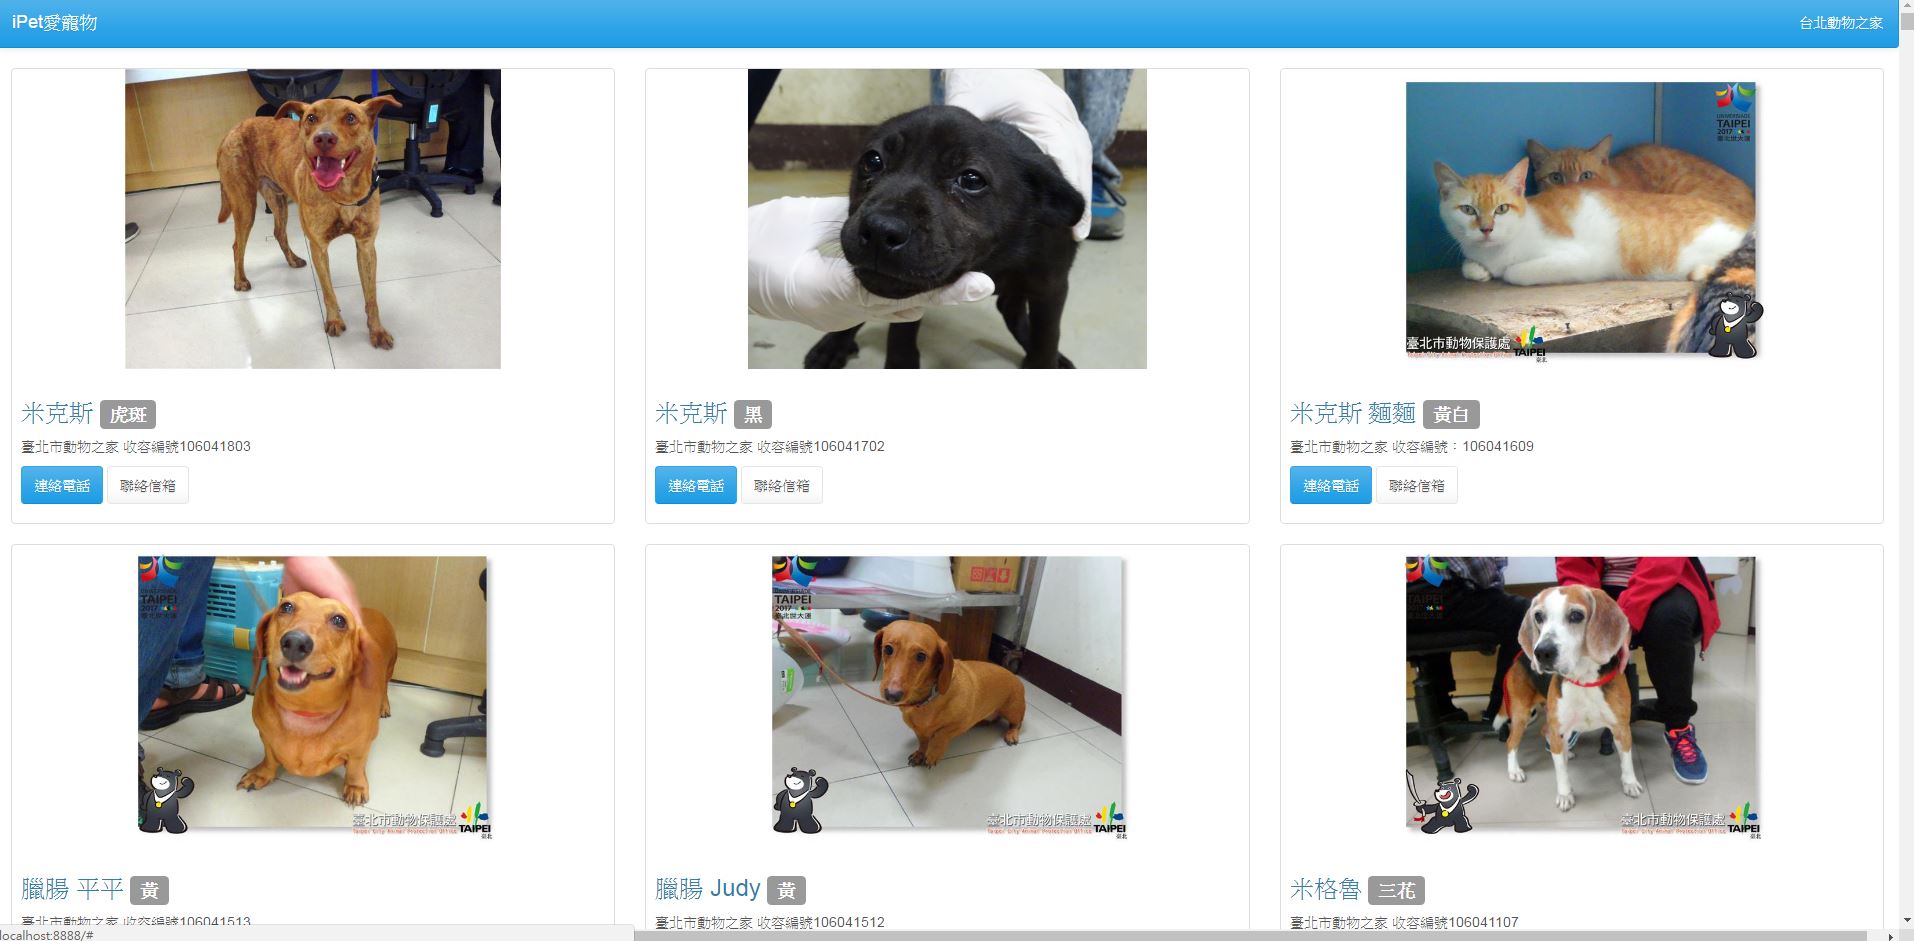 iPet愛寵物
台北動物之家
UNIVERSIADE
TAIPEI
2017
臺北世大運
臺北市動物保護處
Taipei City Animal Protection Office
TAIPEI
臺北
米克斯 虎斑
臺北市動物之家 收容編號106041803
連絡電話 聯絡信箱
米克斯 黑
臺北市動物之家 收容編號106041702
連絡電話 聯絡信箱
米克斯 麵麵 黃白
臺北市動物之家 收容編號：106041609
連絡電話 聯絡信箱
UNIVERSIADE
TAIPEI
2017
臺北世大運
臺北市動物保護處
Taipei City Animal Protection Office
TAIPEI
臺北
UNIVERSIADE
TAIPEI
2017
臺北世大運
臺北市動物保護處
Taipei City Animal Protection Office
TAIPEI
臺北
TAIPEI
2017
臺北世大運
臺北市動物保護處
Taipei City Animal Protection Office
TAIPEI
臺北
臘腸 平平 黃
臺北市動物之家 收容編號106041513
臘腸 Judy 黃
臺北市動物之家 收容編號106041512
米格魯 三花
臺北市動物之家 收容編號106041107
localhost:8888/#